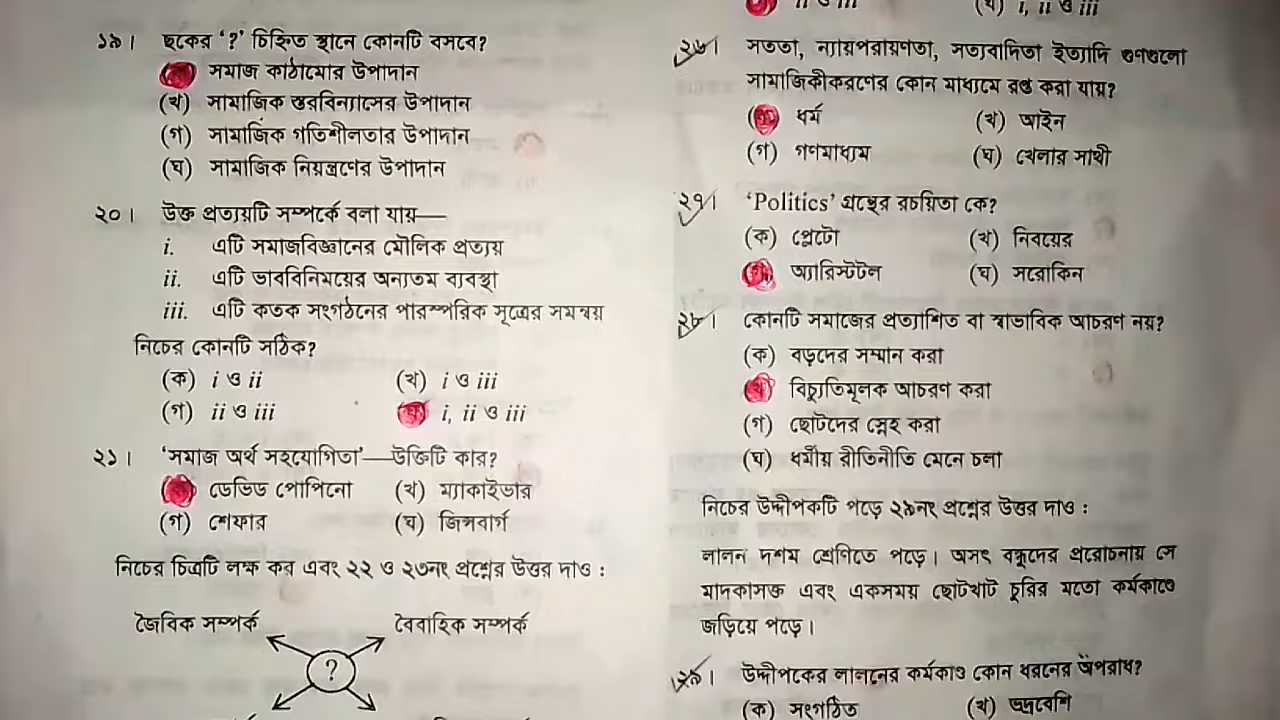 ১৯। ছকের ‘?’ চিহ্নিত স্থানে কোনটি বসবে?
সমাজ কাঠামোর উপাদান
(খ) সামাজিক স্তরবিন্যাসের উপাদান
(গ) সামাজিক গতিশীলতার উপাদান
(ঘ) সামাজিক নিয়ন্ত্রণের উপাদান
২০। উক্ত প্রত্যয়টি সম্পর্কে বলা যায়—
i. এটি সমাজবিজ্ঞানের মৌলিক প্রত্যয়
ii. এটি ভাববিনিময়ের অন্যতম ব্যবস্থা
iii. এটি কতক সংগঠনের পারস্পরিক সূত্রের সমন্বয়
নিচের কোনটি সঠিক?
(ক) i ও ii (খ) i ও iii
(গ) ii ও iii i, ii ও iii
২১। ‘সমাজ অর্থ সহযোগিতা’—উক্তিটি কার?
ডেভিড পোপিনো (খ) ম্যাকাইভার
(গ) শেফার (ঘ) জিন্সবার্গ
নিচের চিত্রটি লক্ষ কর এবং ২২ ও ২৩নং প্রশ্নের উত্তর দাও :
জৈবিক সম্পর্ক বৈবাহিক সম্পর্ক
?
ii ও iii (ঘ) i, ii ও iii
২৬। সততা, ন্যায়পরায়ণতা, সত্যবাদিতা ইত্যাদি গুণগুলো
সামাজিকীকরণের কোন মাধ্যমে রপ্ত করা যায়?
ধর্ম (খ) আইন
(গ) গণমাধ্যম (ঘ) খেলার সাথী
২৭। ‘Politics’ গ্রন্থের রচয়িতা কে?
(ক) প্লেটো (খ) নিবয়ের
অ্যারিস্টটল (ঘ) সরোকিন
২৮। কোনটি সমাজের প্রত্যাশিত বা স্বাভাবিক আচরণ নয়?
(ক) বড়দের সম্মান করা
বিচ্যুতিমূলক আচরণ করা
(গ) ছোটদের স্নেহ করা
(ঘ) ধর্মীয় রীতিনীতি মেনে চলা
নিচের উদ্দীপকটি পড়ে ২৯নং প্রশ্নের উত্তর দাও :
লালন দশম শ্রেণিতে পড়ে। অসৎ বন্ধুদের প্ররোচনায় সে
মাদকাসক্ত এবং একসময় ছোটখাট চুরির মতো কর্মকাণ্ডে
জড়িয়ে পড়ে।
২৯। উদ্দীপকের লালনের কর্মকাণ্ড কোন ধরনের অপরাধ?
(ক) সংগঠিত (খ) ভদ্রবেশি